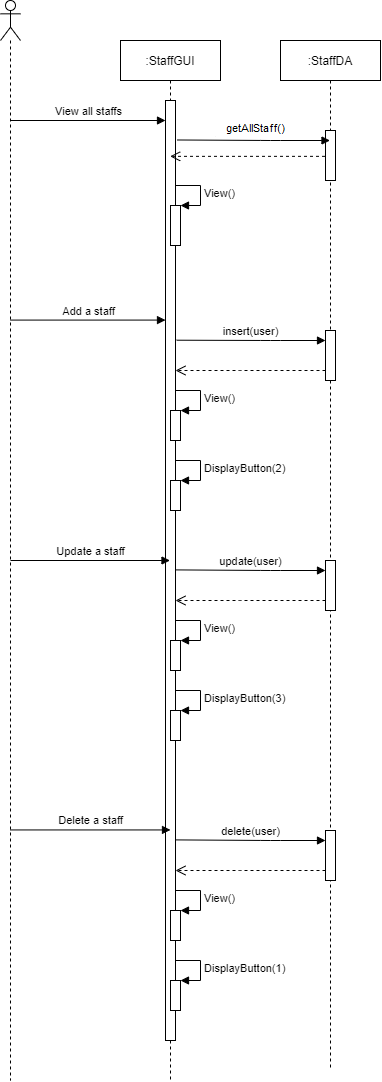 :StaffGUI
:StaffDA
View all staffs
getAllStaff()
View()
Add a staff
insert(user)
View()
DisplayButton(2)
Update a staff
update(user)
View()
DisplayButton(3)
Delete a staff
delete(user)
View()
DisplayButton(1)